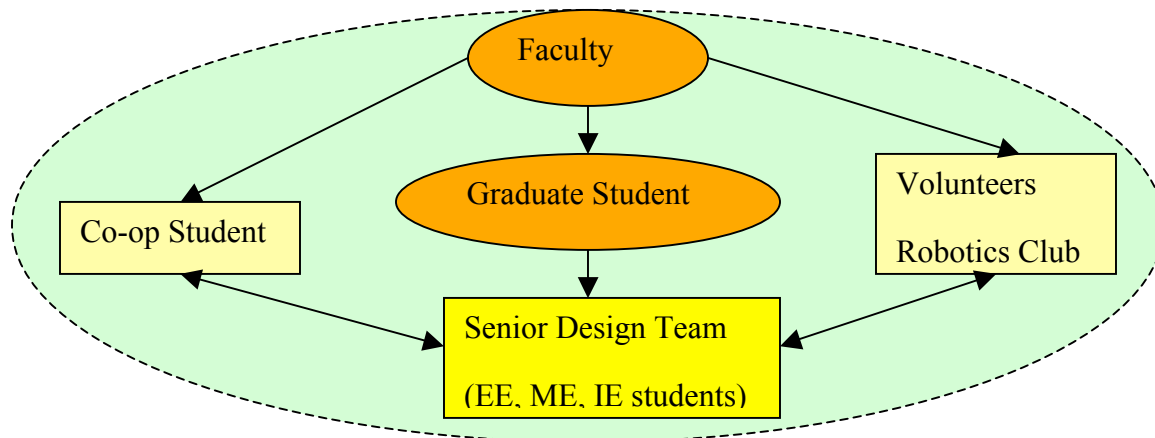 Faculty
Graduate Student
Co-op Student
Volunteers
Robotics Club
Senior Design Team
(EE, ME, IE students)